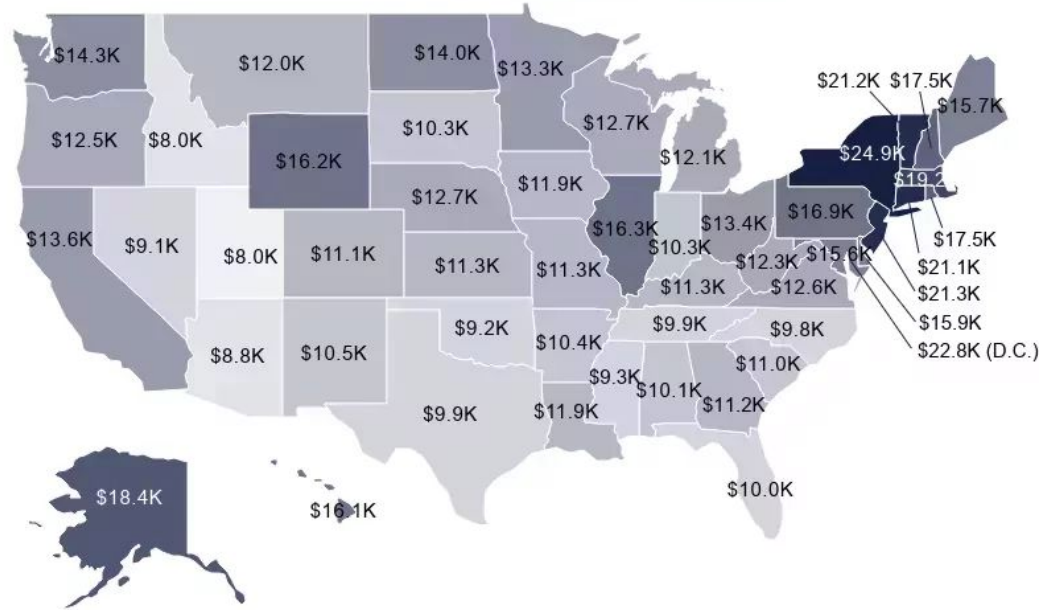 $14.3K
$12.0K
$14.0K
$13.3K
$21.2K
$17.5K
$15.7K
$12.5K
$8.0K
$16.2K
$10.3K
$12.7K
$12.1K
$24.9K
$19.2
$13.6K
$9.1K
$8.0K
$11.1K
$12.7K
$11.9K
$16.3K
$10.3K
$13.4K
$16.9K
$17.5K
$11.3K
$11.3K
$11.3K
$12.3K
$15.6K
$12.6K
$21.1K
$21.3K
$15.9K
$22.8K (D.C.)
$8.8K
$10.5K
$9.2K
$10.4K
$9.9K
$9.8K
$11.0K
$9.9K
$11.9K
$9.3K
$10.1K
$11.2K
$10.0K
$18.4K
$16.1K